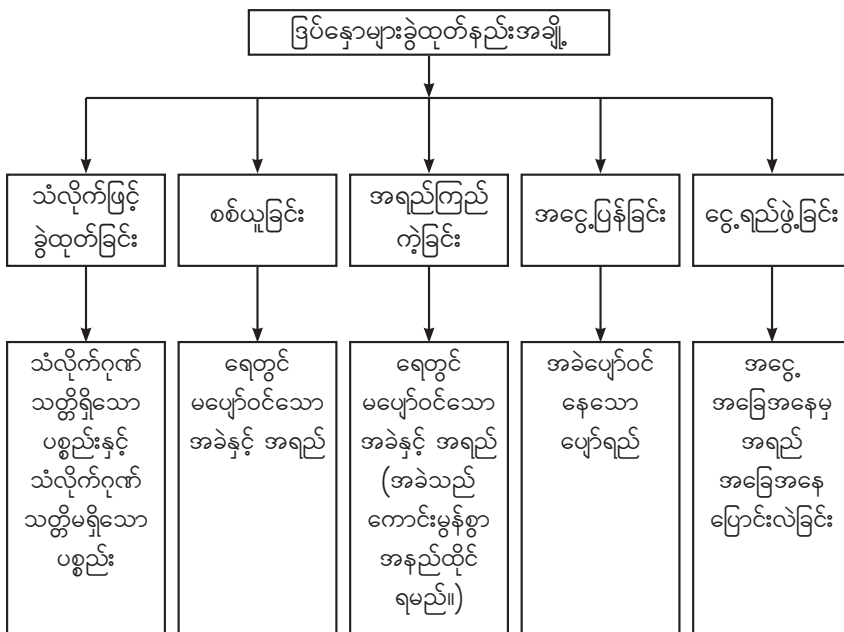 ဒြပ်နှောများခွဲထုတ်နည်းအချို့
သံလိုက်ဖြင့်
ခွဲထုတ်ခြင်း
စစ်ယူခြင်း
အရည်ကြည်
ကဲ့ခြင်း
အငွေ့ပြန်ခြင်း
ငွေ့ရည်ဖွဲ့ခြင်း
သံလိုက်ဂုဏ်
သတ္တိရှိသော
ပစ္စည်းနှင့်
သံလိုက်ဂုဏ်
သတ္တိမရှိသော
ပစ္စည်း
ရေတွင်
မပျော်ဝင်သော
အခဲနှင့် အရည်
ရေတွင်
မပျော်ဝင်သော
အခဲနှင့် အရည်
(အခဲသည်
ကောင်းမွန်စွာ
အနည်ထိုင်
ရမည်။)
အခဲပျော်ဝင်
နေသော
ပျော်ရည်
အငွေ့
အခြေအနေမှ
အရည်
အခြေအနေ
ပြောင်းလဲခြင်း